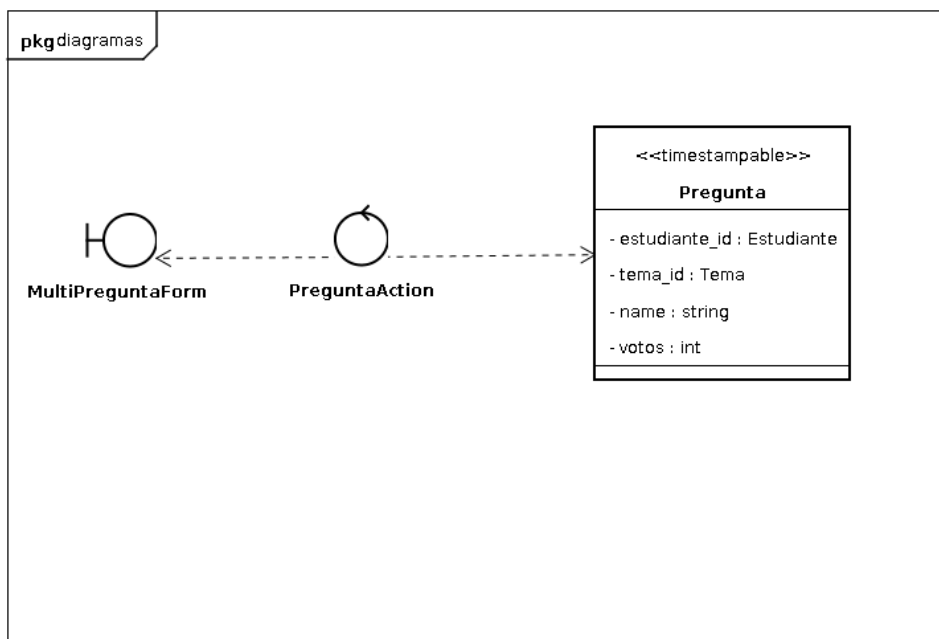 pkg diagramas
<<timestampable>>
Pregunta
- estudiante_id : Estudiante
- tema_id : Tema
- name : string
- votos : int
MultiPreguntaForm
PreguntaAction